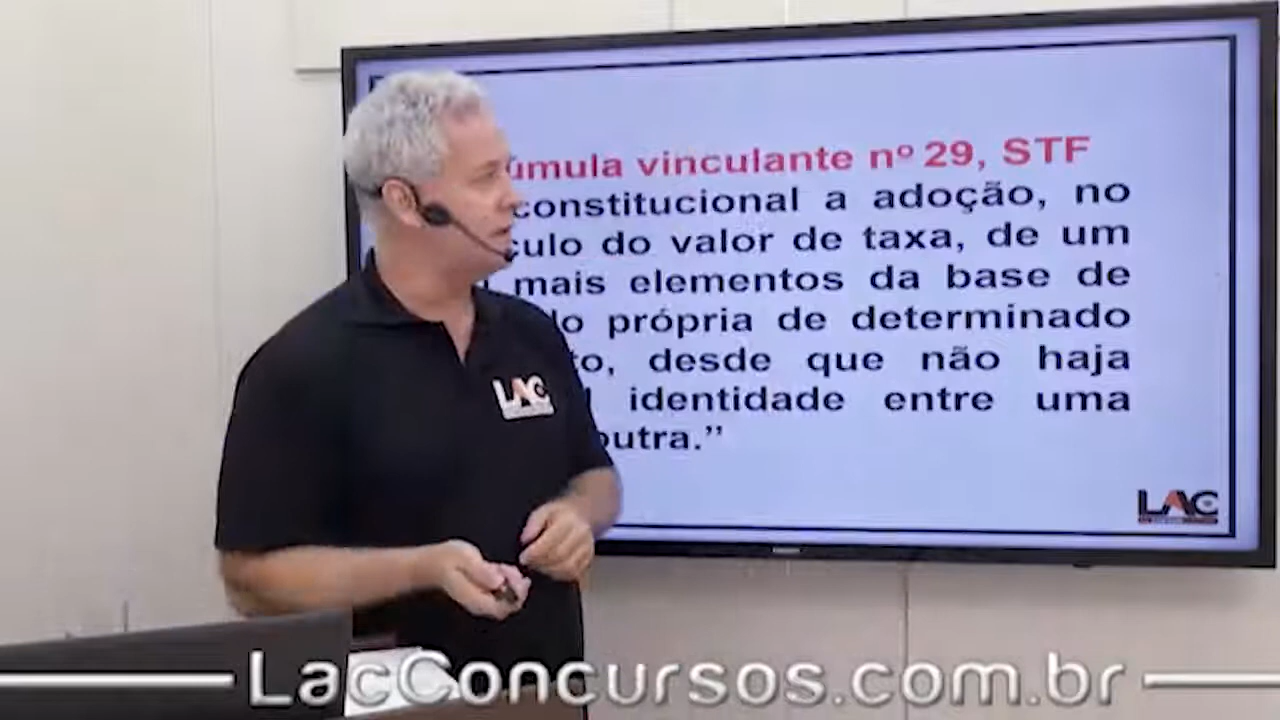 úmula vinculante nº 29, STF
constitucional a adoção, no
culo do valor de taxa, de um
mais elementos da base de
lo própria de determinado
to, desde que não haja
l identidade entre uma
outra.”
LAC
LAC
LacConcursos.com.br